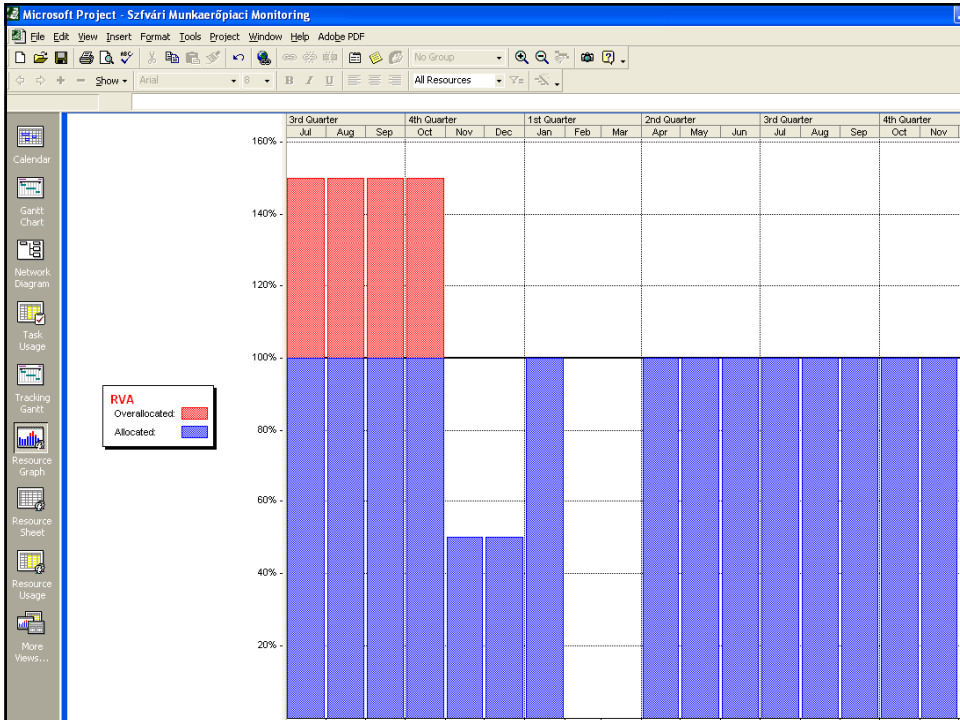 Microsoft Project - Szfvári Munkaerőpiaci Monitoring
File Edit View Insert Format Tools Project Window Help Adobe PDF
No Group
Show Arial 8 B I U All Resources
3rd Quarter 4th Quarter 1st Quarter 2nd Quarter 3rd Quarter 4th Quarter
Jul Aug Sep Oct Nov Dec Jan Feb Mar Apr May Jun Jul Aug Sep Oct Nov
160%
140%
120%
100%
80%
60%
40%
20%
RVA
Overallocated:
Allocated:
Calendar
Gantt
Chart
Network
Diagram
Task
Usage
Tracking
Gantt
Resource
Graph
Resource
Sheet
Resource
Usage
More
Views...